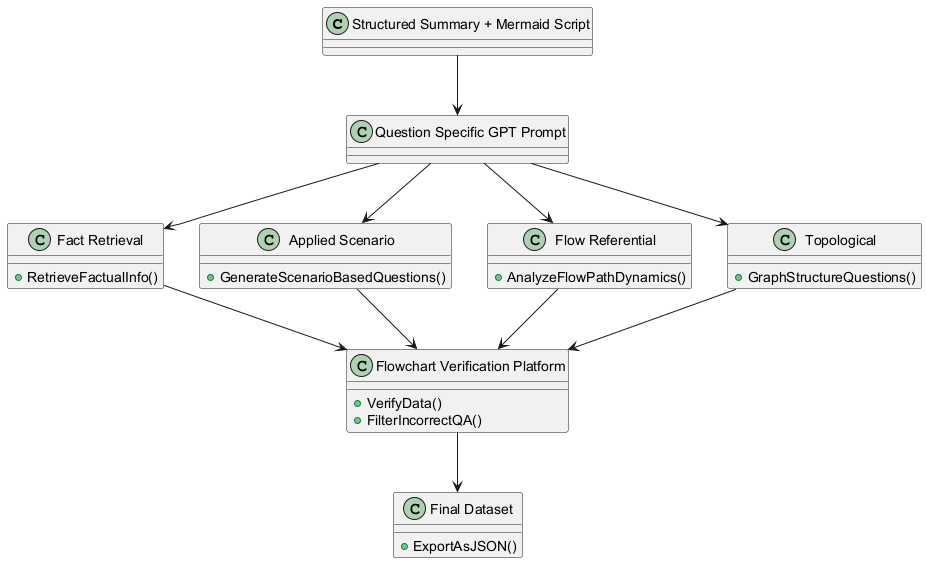 C Structured Summary + Mermaid Script
C Question Specific GPT Prompt
C Fact Retrieval
RetrieveFactualInfo()
C Applied Scenario
GenerateScenarioBasedQuestions()
C Flow Referential
AnalyzeFlowPathDynamics()
C Topological
GraphStructureQuestions()
C Flowchart Verification Platform
VerifyData()
FilterIncorrectQA()
C Final Dataset
ExportAsJSON()